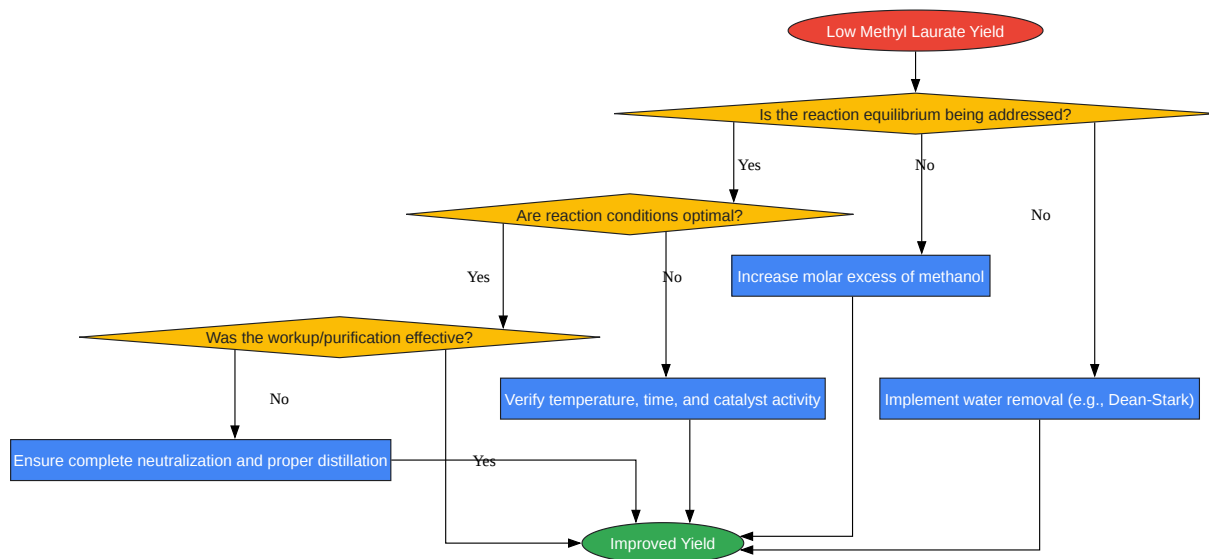 Low Methyl Laurate Yield
Is the reaction equilibrium being addressed?
Yes
No
Are reaction conditions optimal?
No
Increase molar excess of methanol
Yes
No
Was the workup/purification effective?
No
Verify temperature, time, and catalyst activity
Implement water removal (e.g., Dean-Stark)
Ensure complete neutralization and proper distillation
Yes
Improved Yield